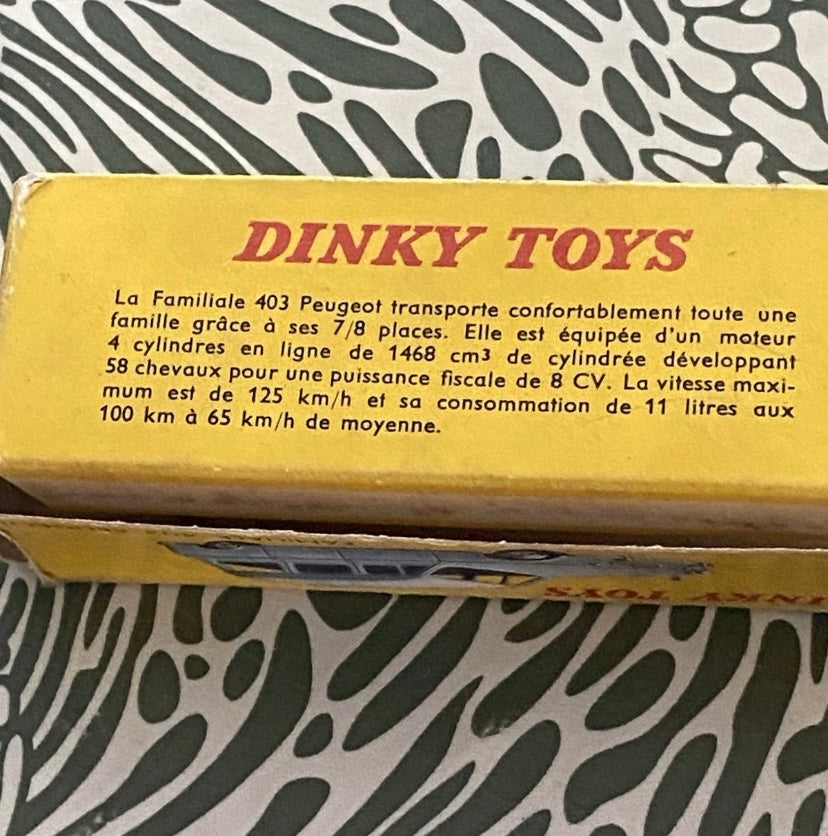 DINKY TOYS
La Familiale 403 Peugeot transporte confortablement toute une
famille grâce à ses 7/8 places. Elle est équipée d'un moteur
4 cylindres en ligne de 1468 cm3 de cylindrée développant
58 chevaux pour une puissance fiscale de 8 CV. La vitesse maxi-
mum est de 125 km/h et sa consommation de 11 litres aux
100 km à 65 km/h de moyenne.
DINKY TOYS